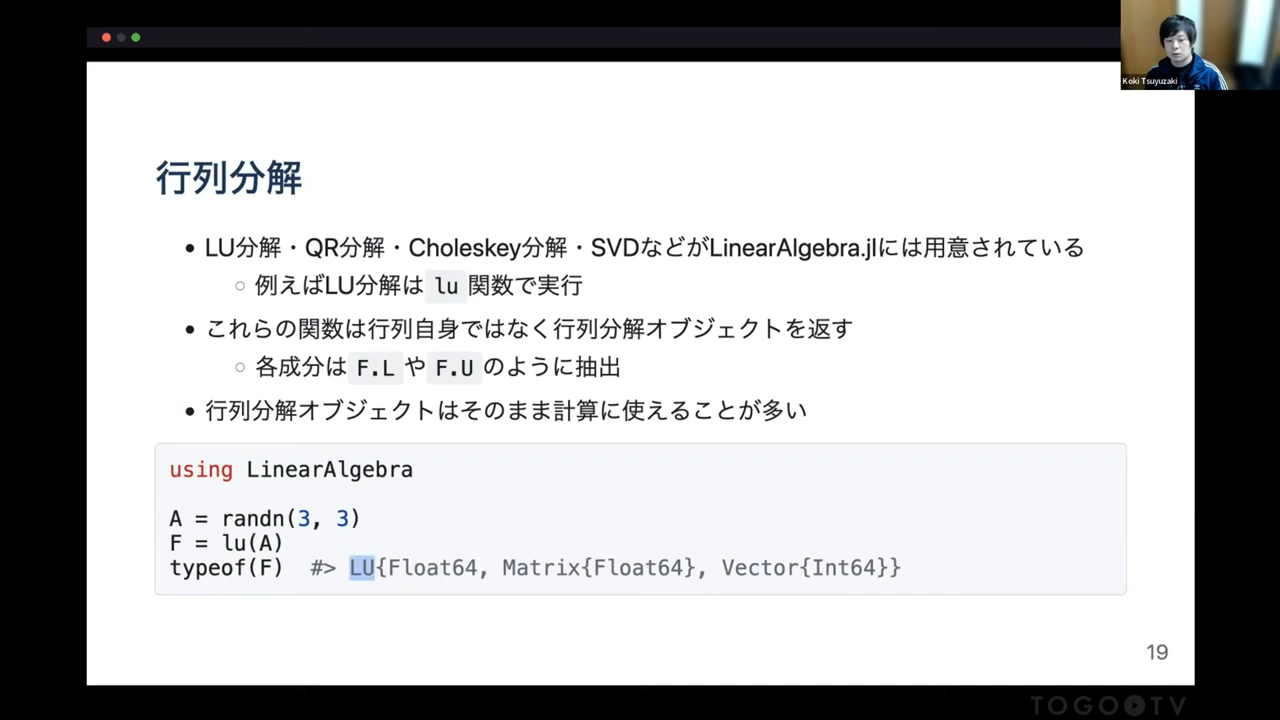 Koki Tsuyuzaki
行列分解
• LU分解・QR分解・Choleskey分解・SVDなどがLinearAlgebra.jlには用意されている
○ 例えばLU分解は lu 関数で実行
• これらの関数は行列自身ではなく行列分解オブジェクトを返す
○ 各成分は F.L や F.U のように抽出
• 行列分解オブジェクトはそのまま計算に使えることが多い
using LinearAlgebra
A = randn(3, 3)
F = lu(A)
typeof(F)  #> LU{Float64, Matrix{Float64}, Vector{Int64}}
19
TOGO TV